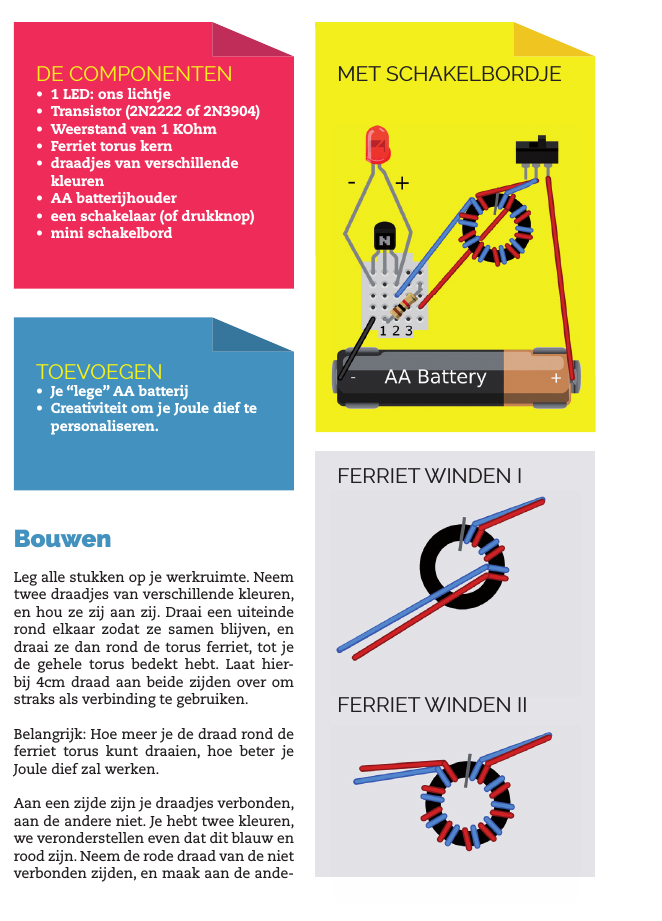 DE COMPONENTEN
• 1 LED: ons lichtje
• Transistor (2N2222 of 2N3904)
• Weerstand van 1 KOhm
• Ferriet torus kern
• draadjes van verschillende
kleuren
• AA batterijhouder
• een schakelaar (of drukknop)
• mini schakelbord
TOEVOEGEN
• Je “lege” AA batterij
• Creativiteit om je Joule dief te
personaliseren.
Bouwen
Leg alle stukken op je werkruimte. Neem
twee draadjes van verschillende kleuren,
en hou ze zij aan zij. Draai een uiteinde
rond elkaar zodat ze samen blijven, en
draai ze dan rond de torus ferriet, tot je
de gehele torus bedekt hebt. Laat hier-
bij 4cm draad aan beide zijden over om
straks als verbinding te gebruiken.
Belangrijk: Hoe meer je de draad rond de
ferriet torus kunt draaien, hoe beter je
Joule dief zal werken.
Aan een zijde zijn je draadjes verbonden,
aan de andere niet. Je hebt twee kleuren,
we veronderstellen even dat dit blauw en
rood zijn. Neem de rode draad van de niet
verbonden zijden, en maak aan de ande-
MET SCHAKELBORDJE
- +
N
1 2 3
- AA Battery +
FERRIET WINDEN I
FERRIET WINDEN II